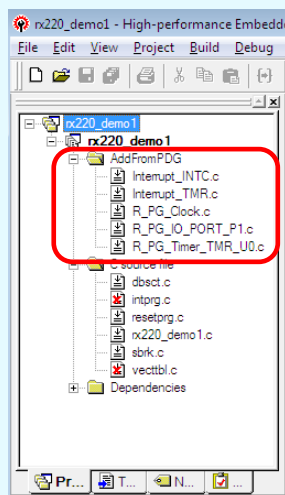 rx220_demo1 - High-performance Embedde
File Edit View Project Build Debug
rx220_demo1
rx220_demo1
AddFromPDG
Interrupt_INTC.c
Interrupt_TMR.c
R_PG_Clock.c
R_PG_IO_PORT_P1.c
R_PG_Timer_TMR_U0.c
C source file
dbsct.c
intprg.c
resetprg.c
rx220_demo1.c
sbrk.c
vecttbl.c
Dependencies
Pr... T... N... ...